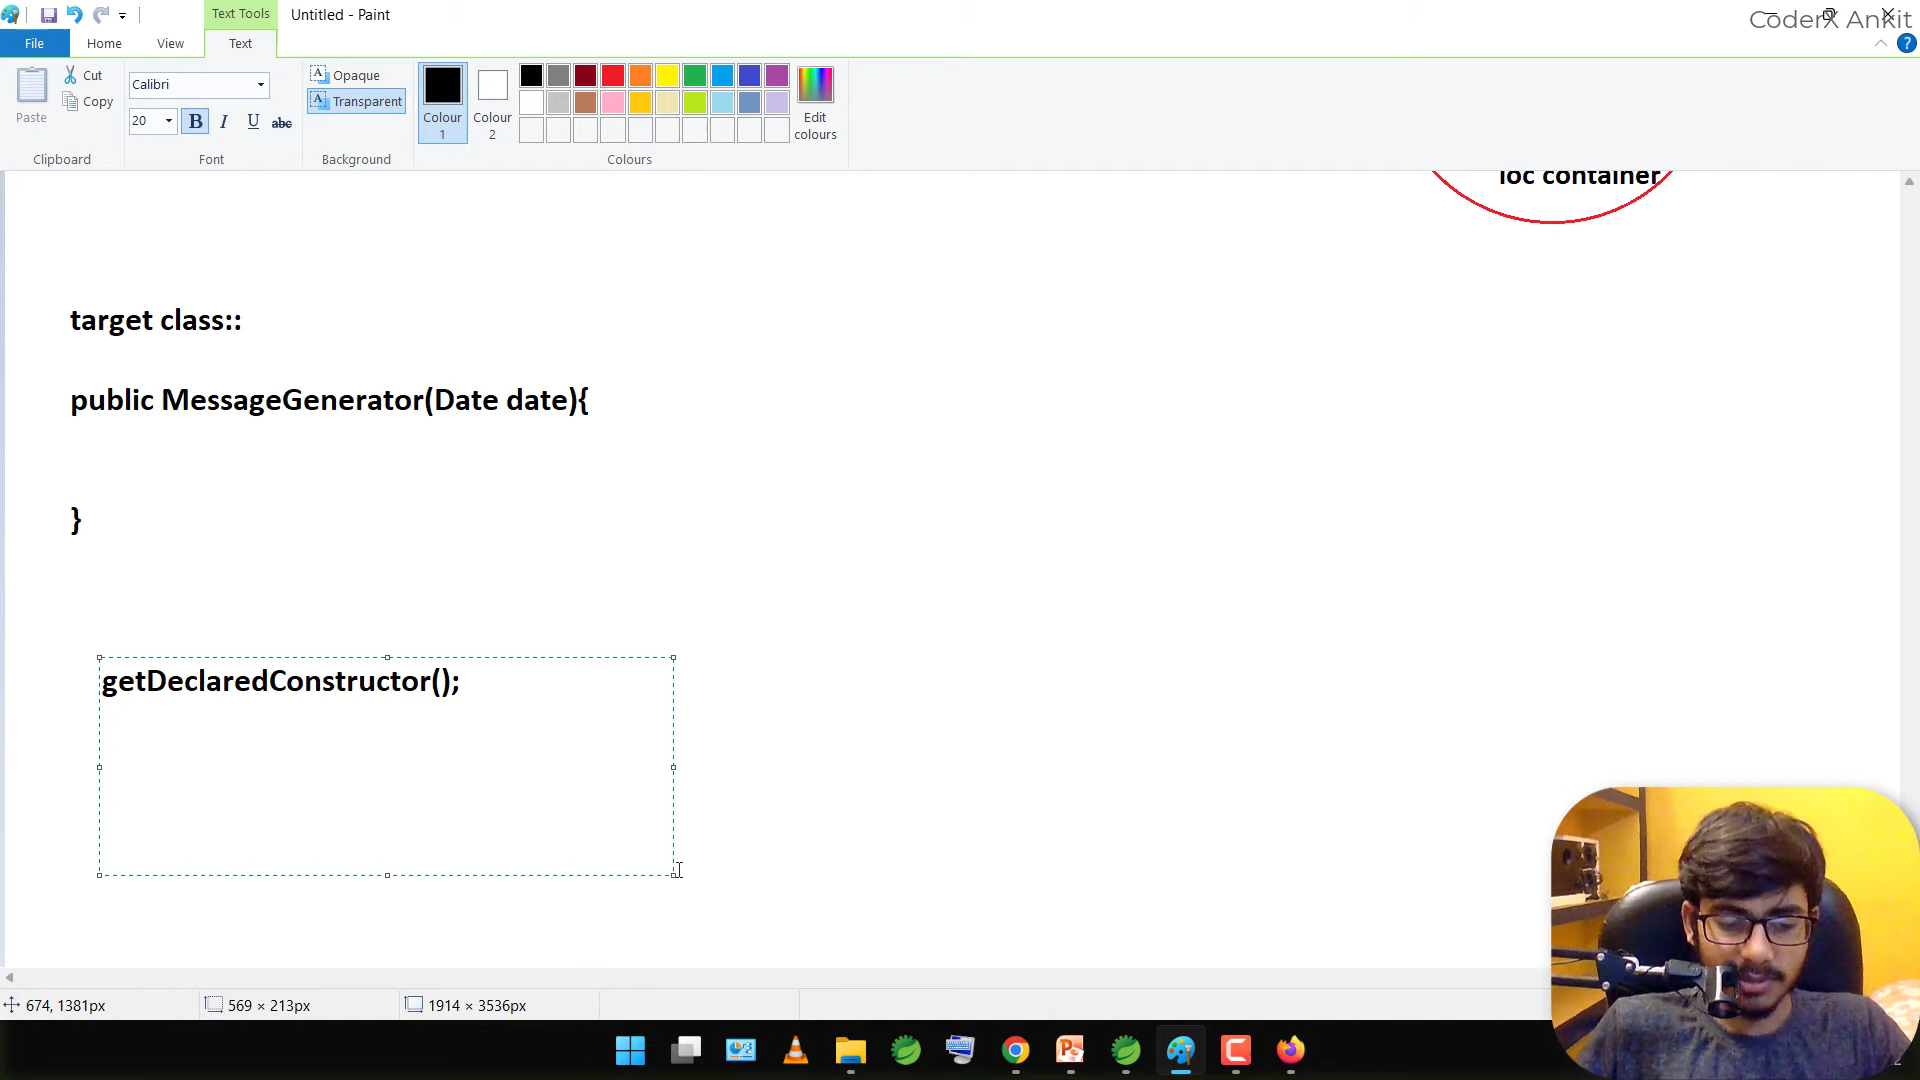 Text Tools
Untitled - Paint
CoderX Ankit
File
Home
View
Text
Paste
Cut
Copy
Clipboard
Calibri
20
B
I
U
abc
Font
A Opaque
A Transparent
Background
Colour 1
Colour 2
Edit colours
Colours
Ioc container
target class::
public MessageGenerator(Date date){
}
getDeclaredConstructor();
674, 1381px
569 × 213px
1914 × 3536px